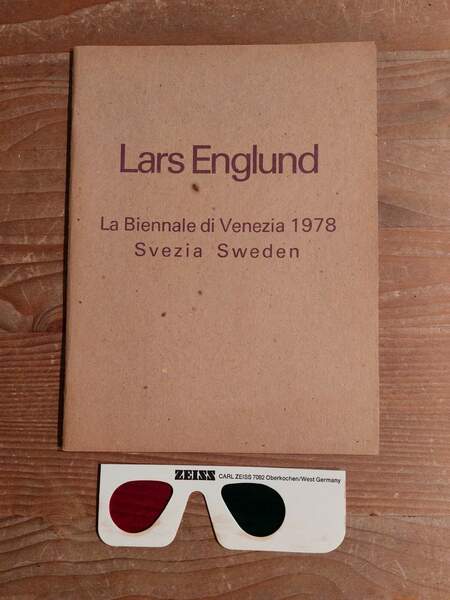 Lars Englund
La Biennale di Venezia 1978
Svezia Sweden
ZEISS CARL ZEISS 7082 Oberkochen/West Germany